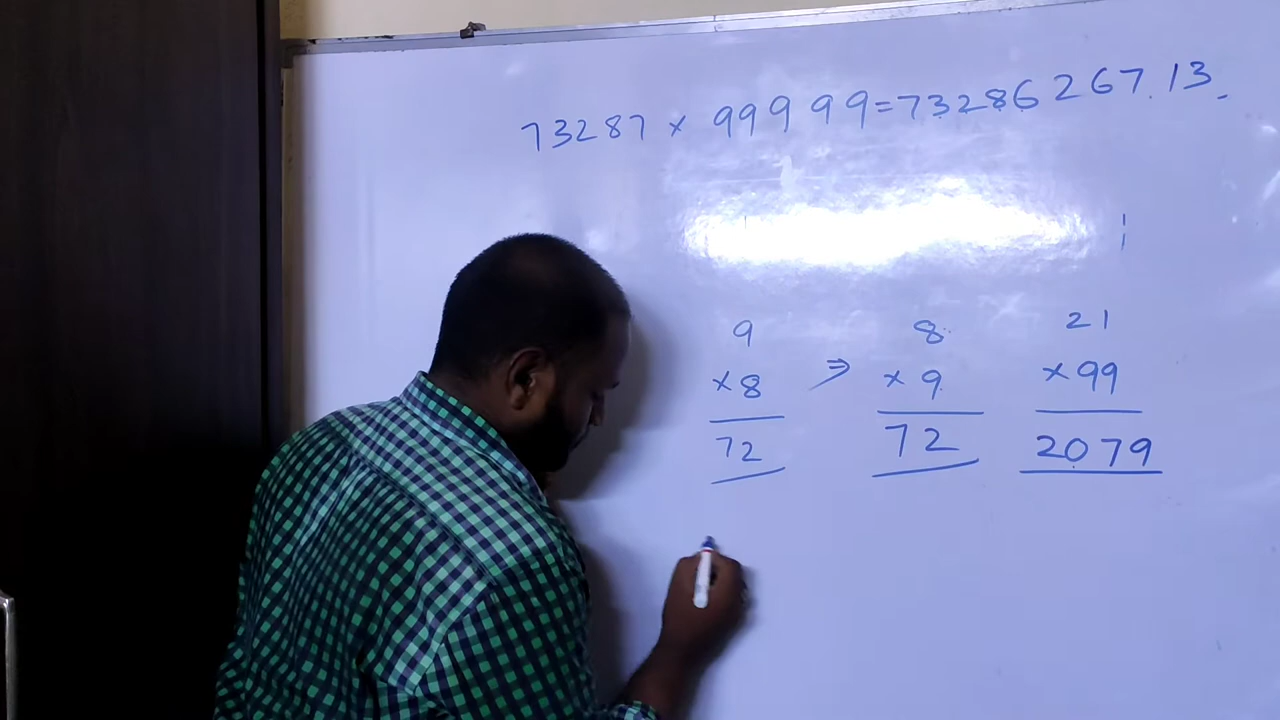 73287 × 99999=7328626713
9 8 21
×8 ⇒ × 9 ×99
72 72 2079